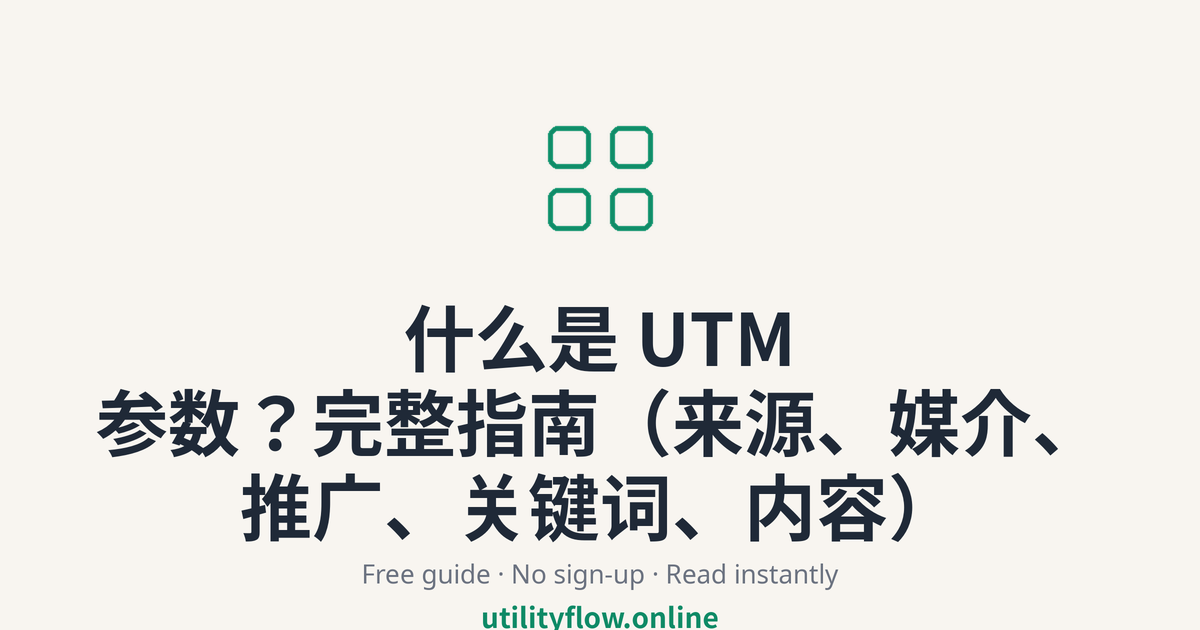 什么是 UTM
参数？完整指南（来源、媒介、
推广、关键词、内容）
Free guide · No sign-up · Read instantly
utilityflow.online